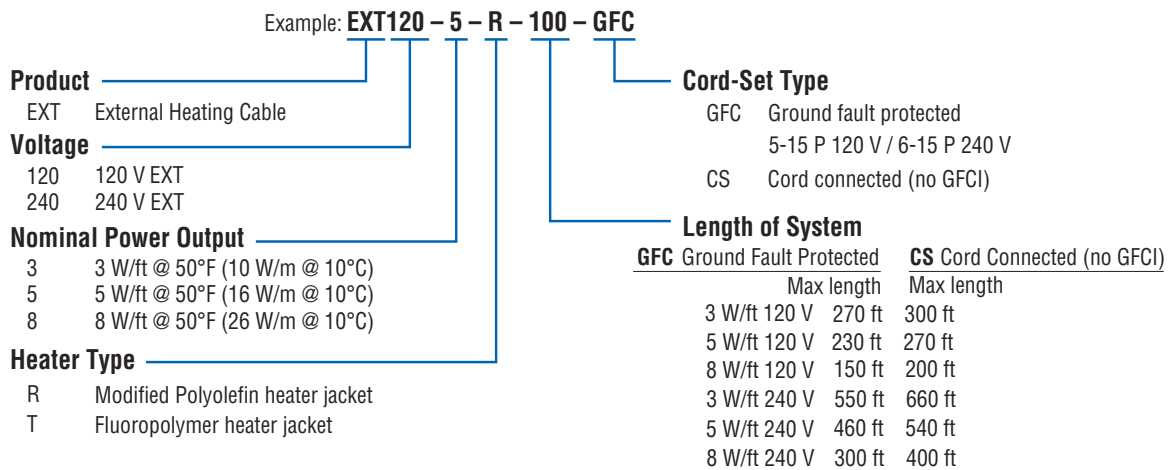 Example: EXT120 – 5 – R – 100 – GFC
Product
EXT External Heating Cable
Voltage
120 120 V EXT
240 240 V EXT
Nominal Power Output
3 3 W/ft @ 50°F (10 W/m @ 10°C)
5 5 W/ft @ 50°F (16 W/m @ 10°C)
8 8 W/ft @ 50°F (26 W/m @ 10°C)
Heater Type
R Modified Polyolefin heater jacket
T Fluoropolymer heater jacket
Cord-Set Type
GFC Ground fault protected
5-15 P 120 V / 6-15 P 240 V
CS Cord connected (no GFCI)
Length of System
GFC Ground Fault Protected CS Cord Connected (no GFCI)
Max length Max length
3 W/ft 120 V 270 ft 300 ft
5 W/ft 120 V 230 ft 270 ft
8 W/ft 120 V 150 ft 200 ft
3 W/ft 240 V 550 ft 660 ft
5 W/ft 240 V 460 ft 540 ft
8 W/ft 240 V 300 ft 400 ft